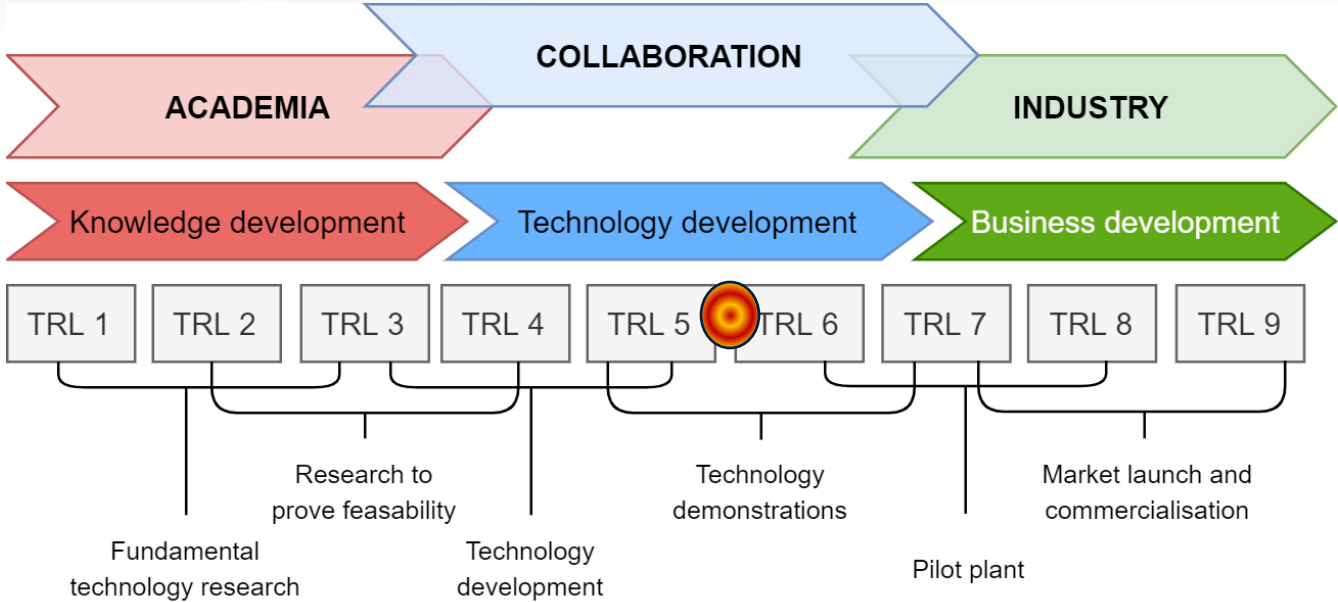 COLLABORATION
ACADEMIA
INDUSTRY
Knowledge development
Technology development
Business development
TRL 1
TRL 2
TRL 3
TRL 4
TRL 5
TRL 6
TRL 7
TRL 8
TRL 9
Research to
prove feasability
Technology
demonstrations
Market launch and
commercialisation
Fundamental
technology research
Technology
development
Pilot plant